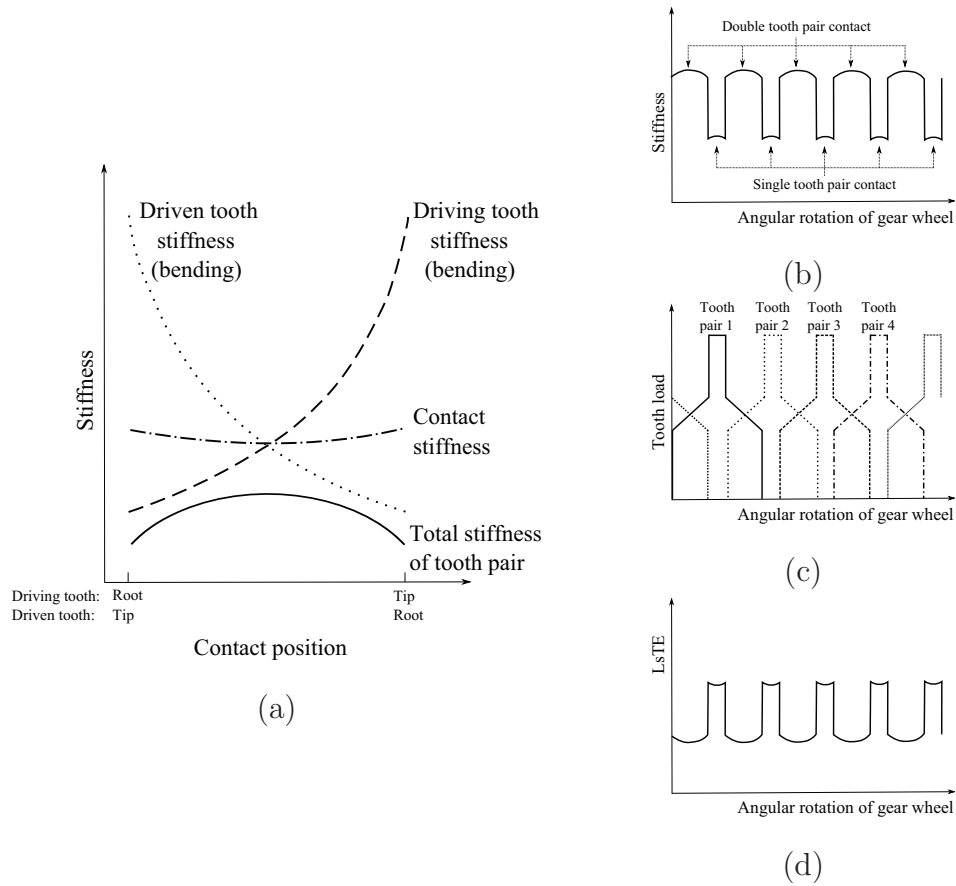 Driven tooth
stiffness
(bending)
Driving tooth
stiffness
(bending)
Contact
stiffness
Total stiffness
of tooth pair
Stiffness
Driving tooth:
Root
Tip
Driven tooth:
Tip
Root
Contact position
(a)
Double tooth pair contact
Stiffness
Single tooth pair contact
Angular rotation of gear wheel
(b)
Tooth
pair 1
Tooth
pair 2
Tooth
pair 3
Tooth
pair 4
Tooth load
Angular rotation of gear wheel
(c)
LsTE
Angular rotation of gear wheel
(d)